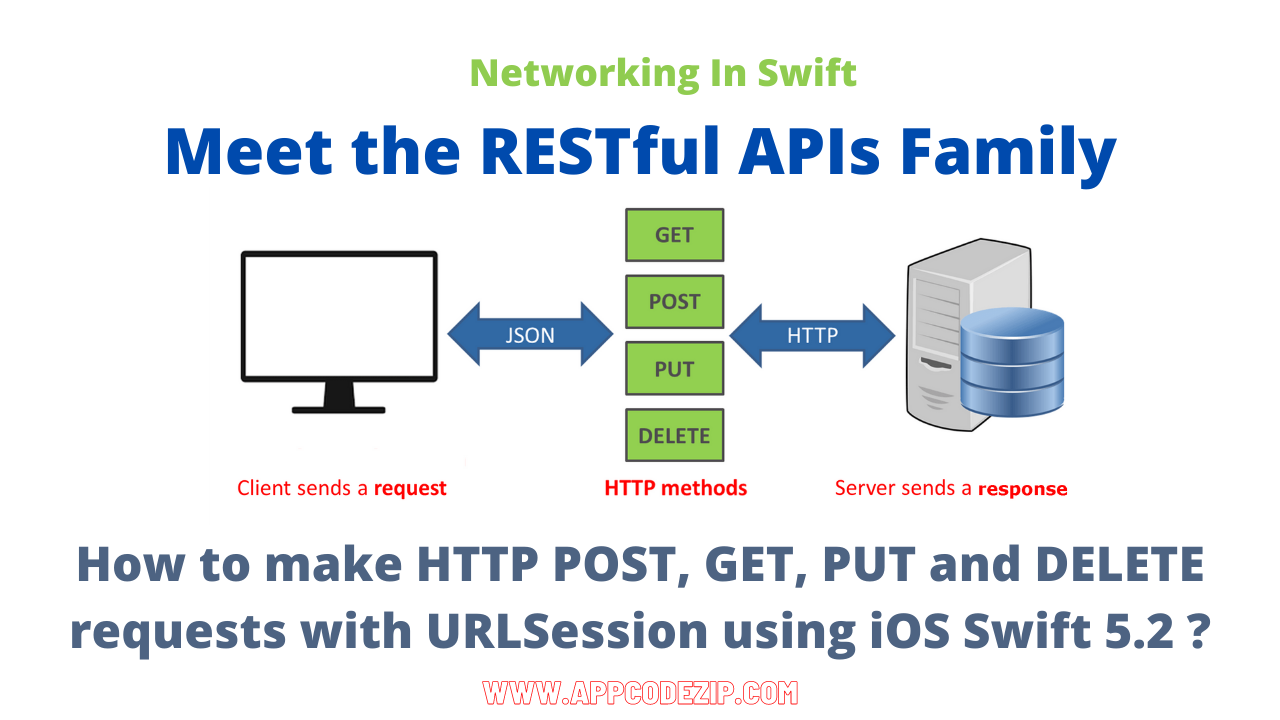 Networking In Swift
Meet the RESTful APIs Family
GET
POST
JSON
HTTP
PUT
DELETE
Client sends a request
HTTP methods
Server sends a response
How to make HTTP POST, GET, PUT and DELETE
requests with URLSession using iOS Swift 5.2 ?
WWW.APPCODEZIP.COM